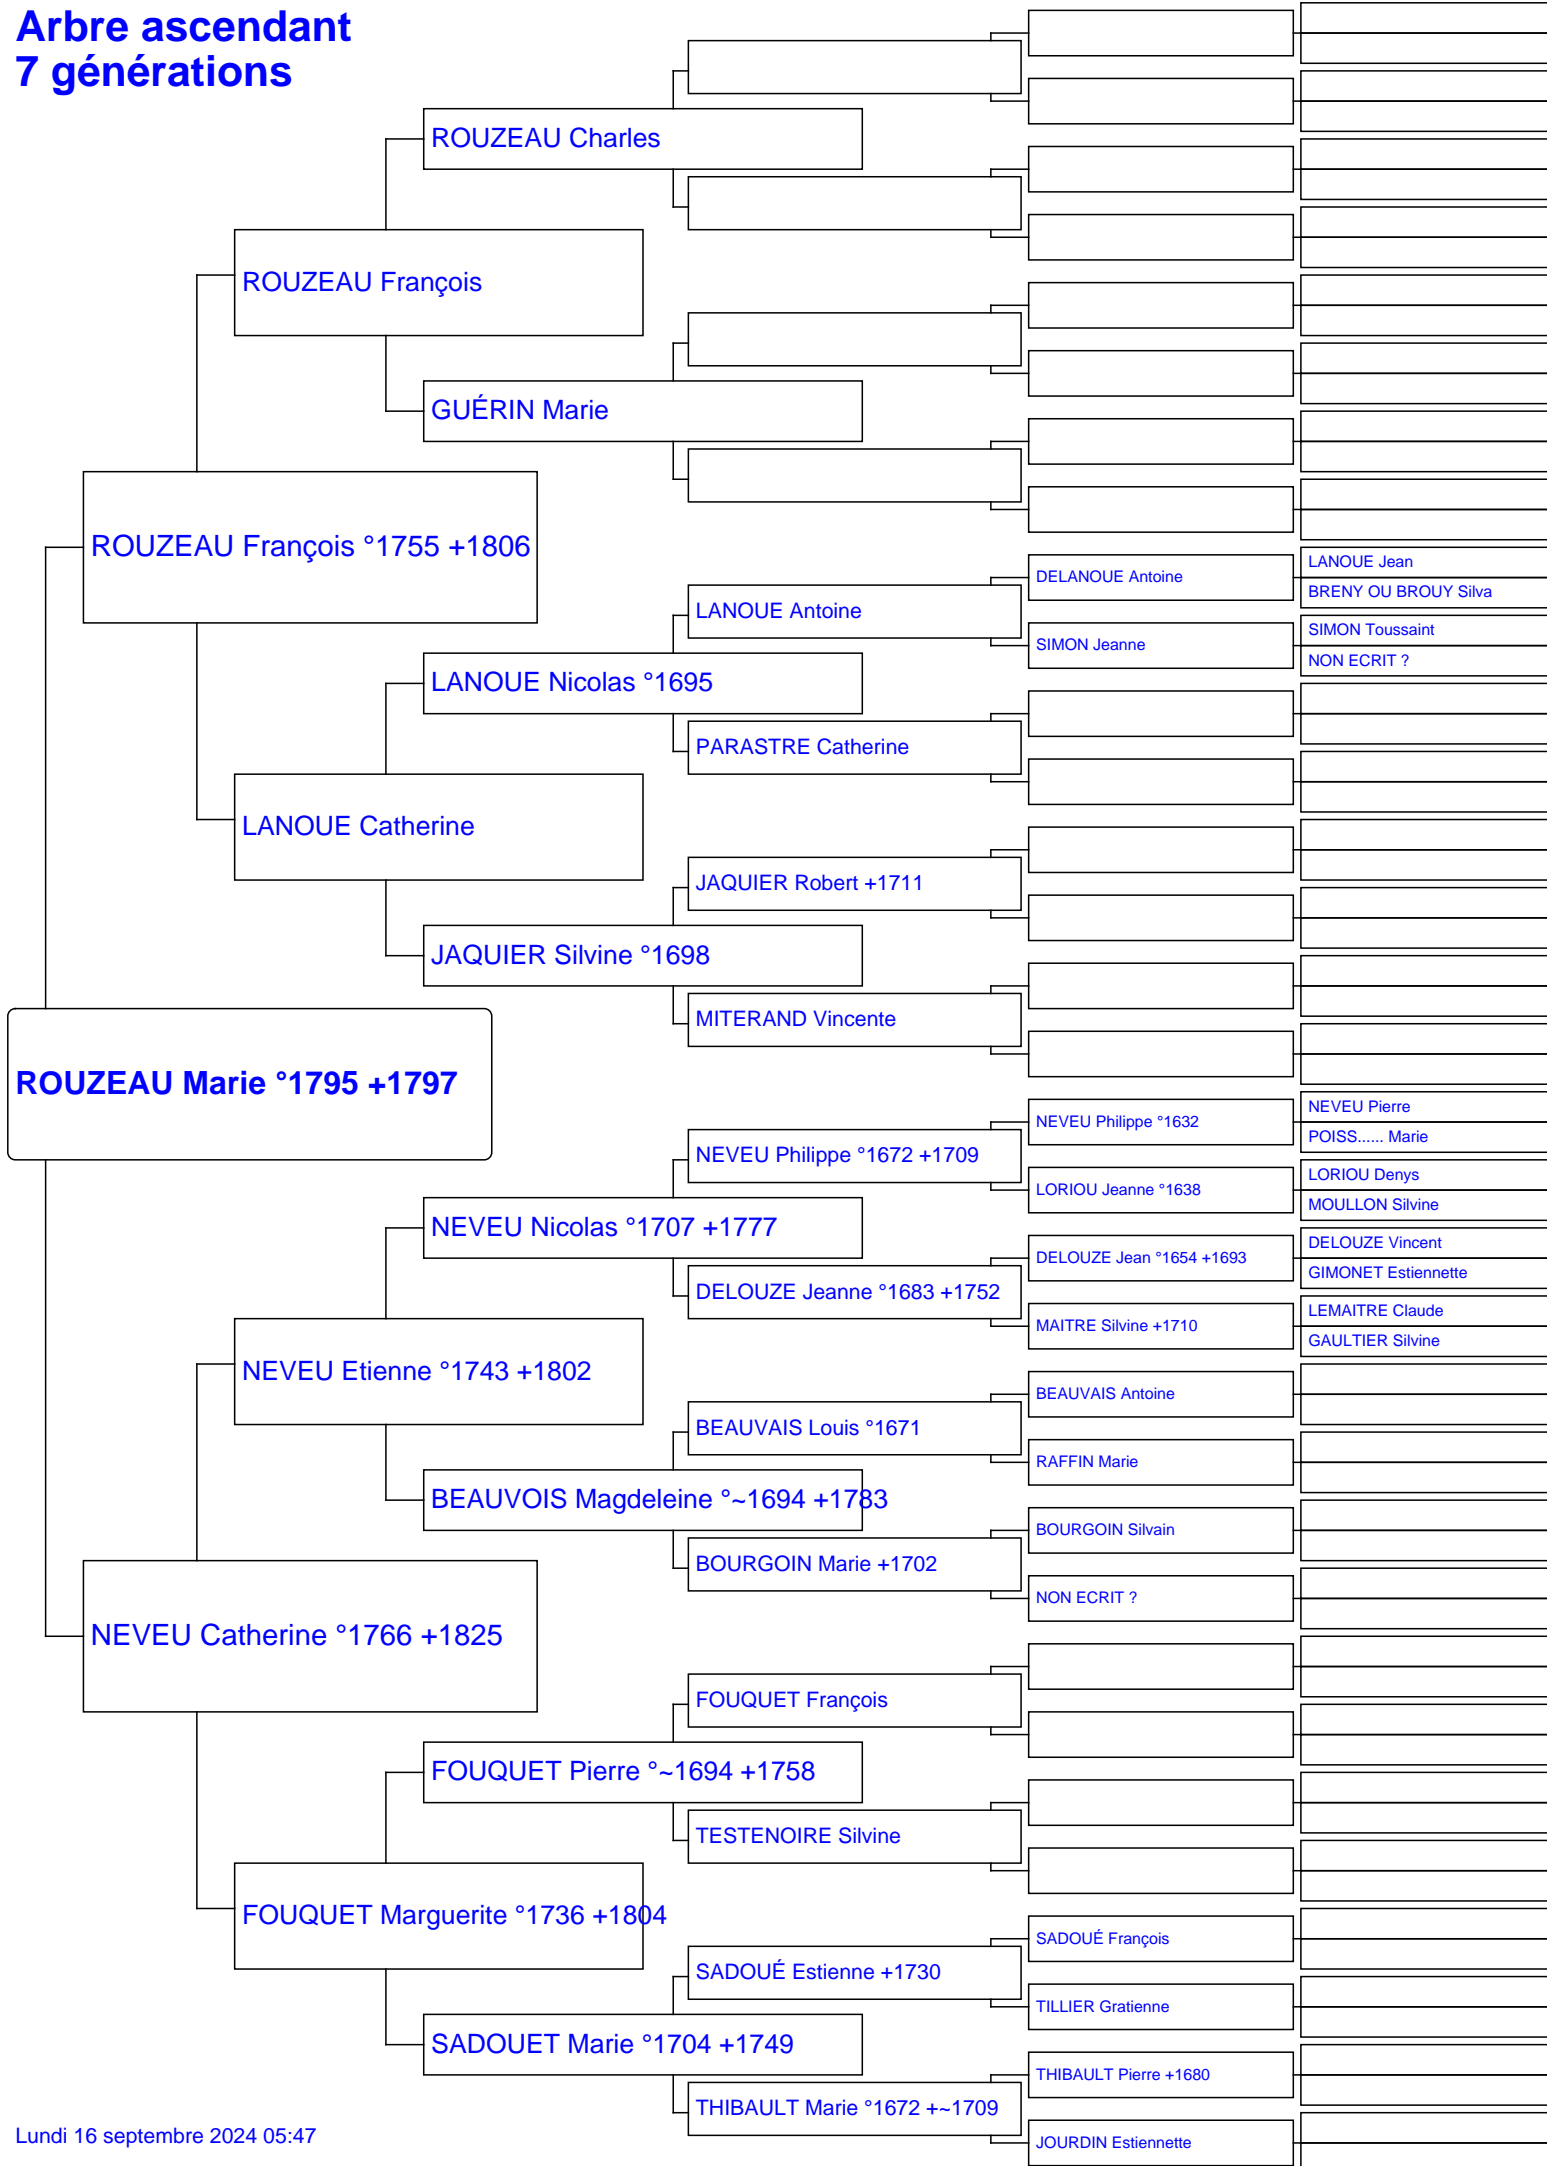 Arbre ascendant
7 générations
ROUZEAU Charles
ROUZEAU François
GUÉRIN Marie
ROUZEAU François °1755 +1806
DELANOUE Antoine
LANOUE Jean
BRENY OU BROUY Silva
LANOUE Antoine
SIMON Jeanne
SIMON Toussaint
NON ECRIT ?
LANOUE Nicolas °1695
PARASTRE Catherine
LANOUE Catherine
JAQUIER Robert +1711
JAQUIER Silvine °1698
MITERAND Vincente
ROUZEAU Marie °1795 +1797
NEVEU Philippe °1632
NEVEU Pierre
POISS...... Marie
NEVEU Philippe °1672 +1709
LORIOU Jeanne °1638
LORIOU Denys
MOULLON Silvine
NEVEU Nicolas °1707 +1777
DELOUZE Jean °1654 +1693
DELOUZE Vincent
GIMONET Estiennette
DELOUZE Jeanne °1683 +1752
MAITRE Silvine +1710
LEMAITRE Claude
GAULTIER Silvine
NEVEU Etienne °1743 +1802
BEAUVAIS Antoine
BEAUVAIS Louis °1671
RAFFIN Marie
BEAUVOIS Magdeleine °~1694 +1783
BOURGOIN Silvain
BOURGOIN Marie +1702
NON ECRIT ?
NEVEU Catherine °1766 +1825
FOUQUET François
FOUQUET Pierre °~1694 +1758
TESTENOIRE Silvine
FOUQUET Marguerite °1736 +1804
SADOUÉ François
SADOUÉ Estienne +1730
TILLIER Gratienne
SADOUET Marie °1704 +1749
THIBAULT Pierre +1680
THIBAULT Marie °1672 +~1709
JOURDIN Estiennette
Lundi 16 septembre 2024 05:47